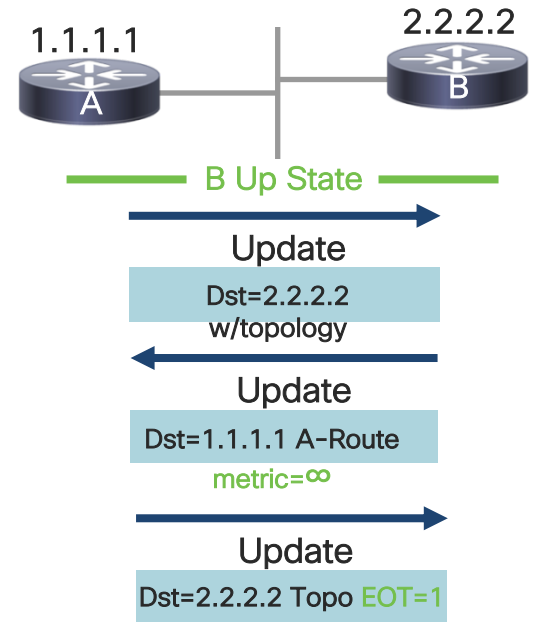 1.1.1.1
2.2.2.2
A
B
B Up State
Update
Dst=2.2.2.2
w/topology
Update
Dst=1.1.1.1 A-Route
metric=∞
Update
Dst=2.2.2.2 Topo EOT=1